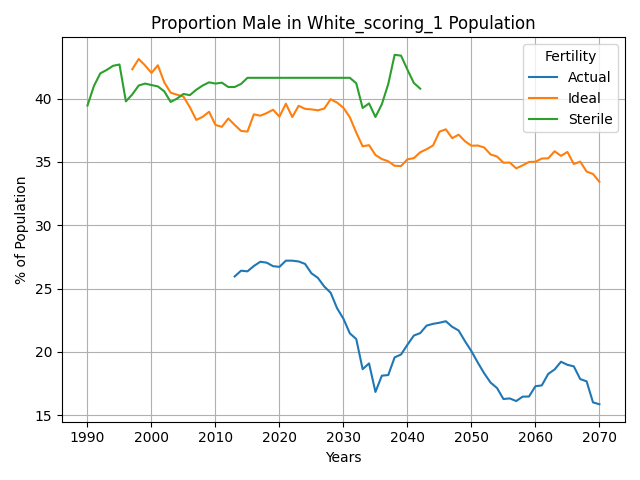 Proportion Male in White_scoring_1 Population
Fertility
Actual
Ideal
Sterile
% of Population
40
35
30
25
20
15
1990
2000
2010
2020
2030
2040
2050
2060
2070
Years